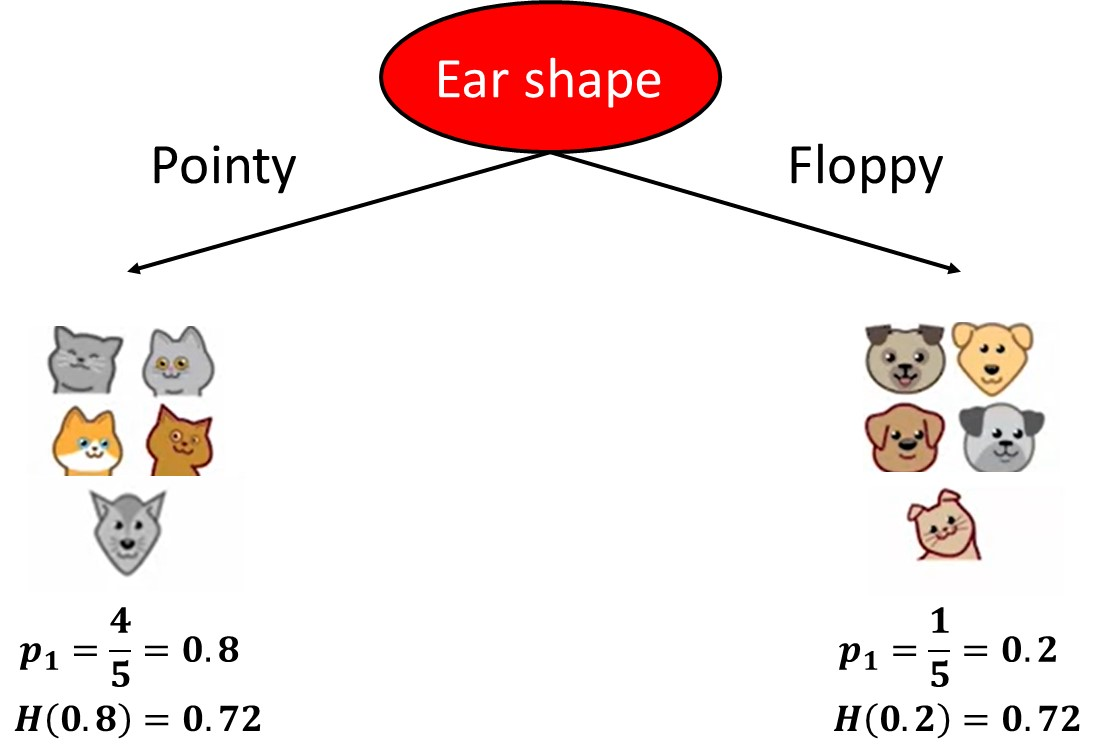 Ear shape
Pointy
Floppy
p₁ = 4/5 = 0.8
H(0.8) = 0.72
p₁ = 1/5 = 0.2
H(0.2) = 0.72